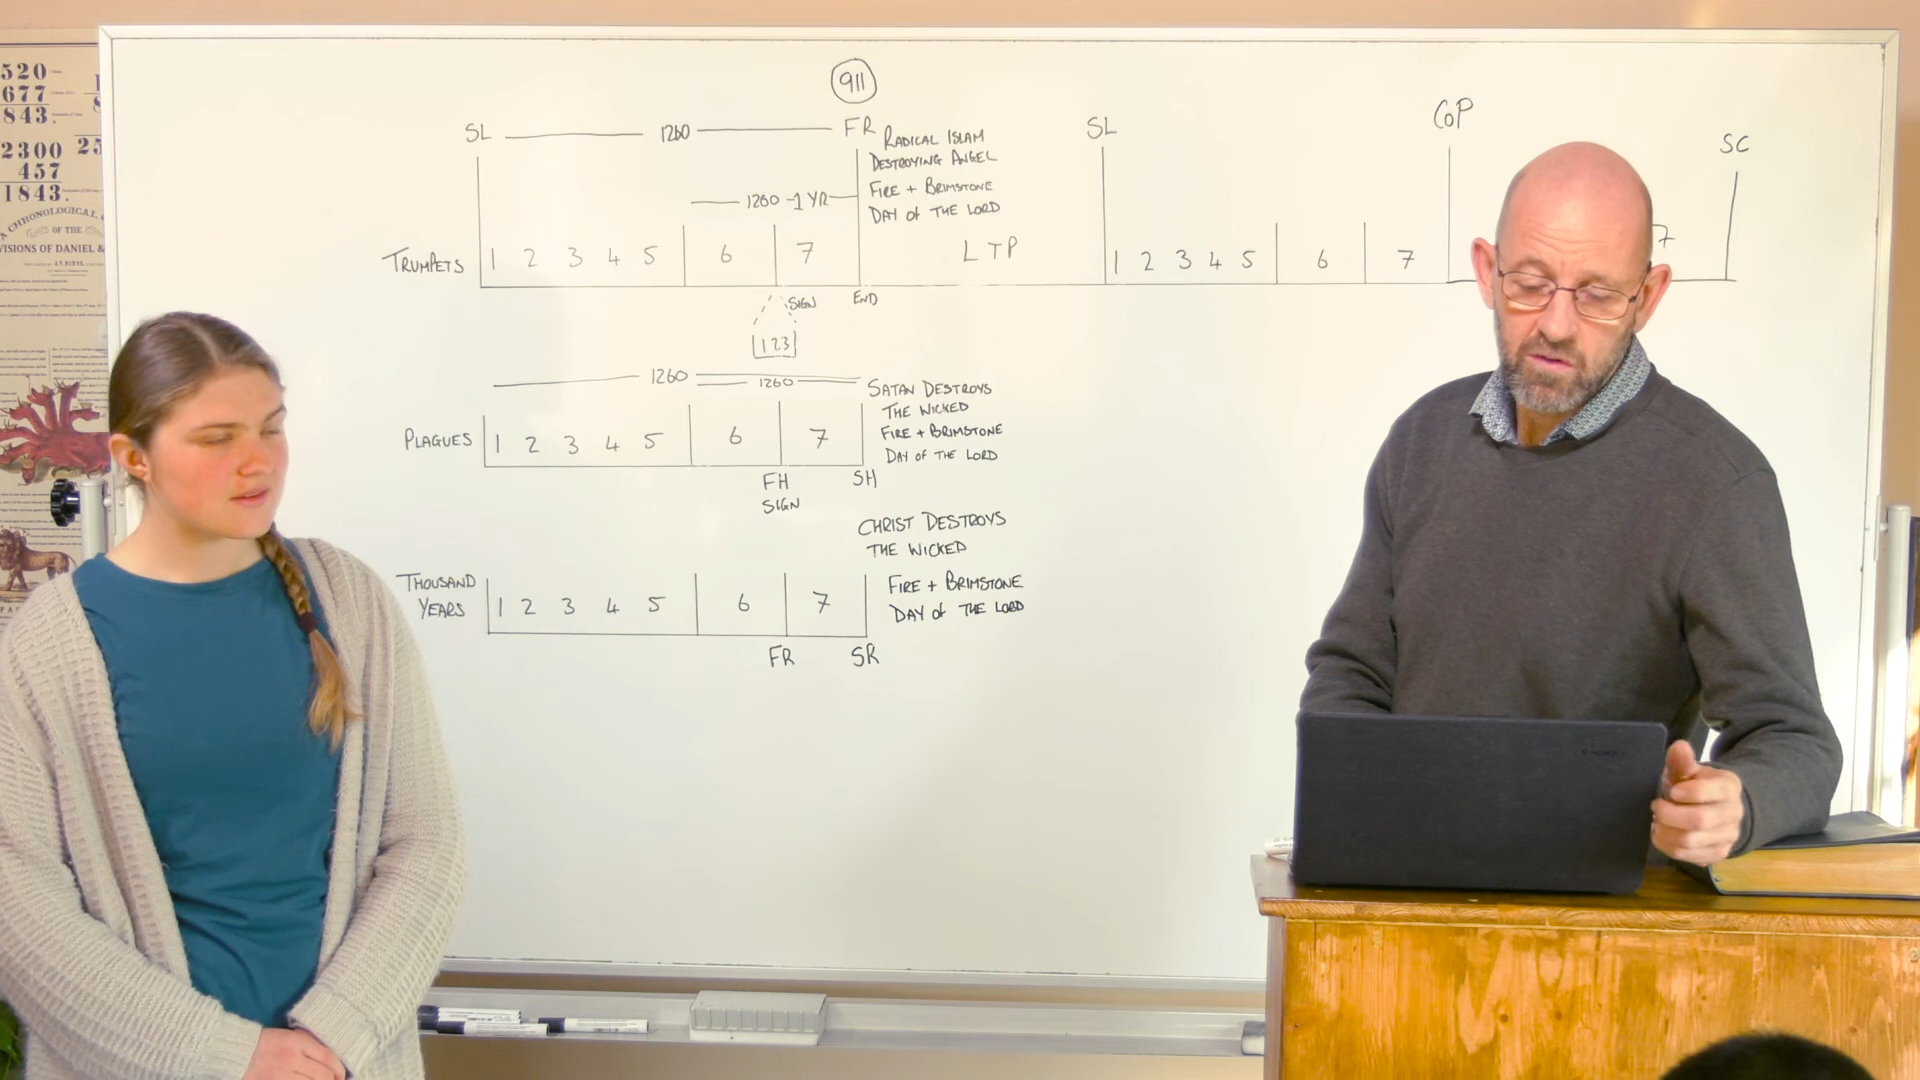 520
677
843.
2300
457
1843.
25
A CHRONOLOGICAL
OF THE
VISIONS OF DANIEL &
911
SL 1260 FR
RADICAL ISLAM
DESTROYING ANGEL
FIRE + BRIMSTONE
DAY OF THE LORD
1260 -1 YR
TRUMPETS 1 2 3 4 5 6 7
LTP
SIGN END
123
SL
COP
SC
1 2 3 4 5 6 7
7
1260
1260
SATAN DESTROYS
THE WICKED
FIRE + BRIMSTONE
DAY OF THE LORD
PLAGUES 1 2 3 4 5 6 7
FH SH
SIGN
CHRIST DESTROYS
THE WICKED
THOUSAND
YEARS 1 2 3 4 5 6 7
FIRE + BRIMSTONE
DAY OF THE LORD
FR SR